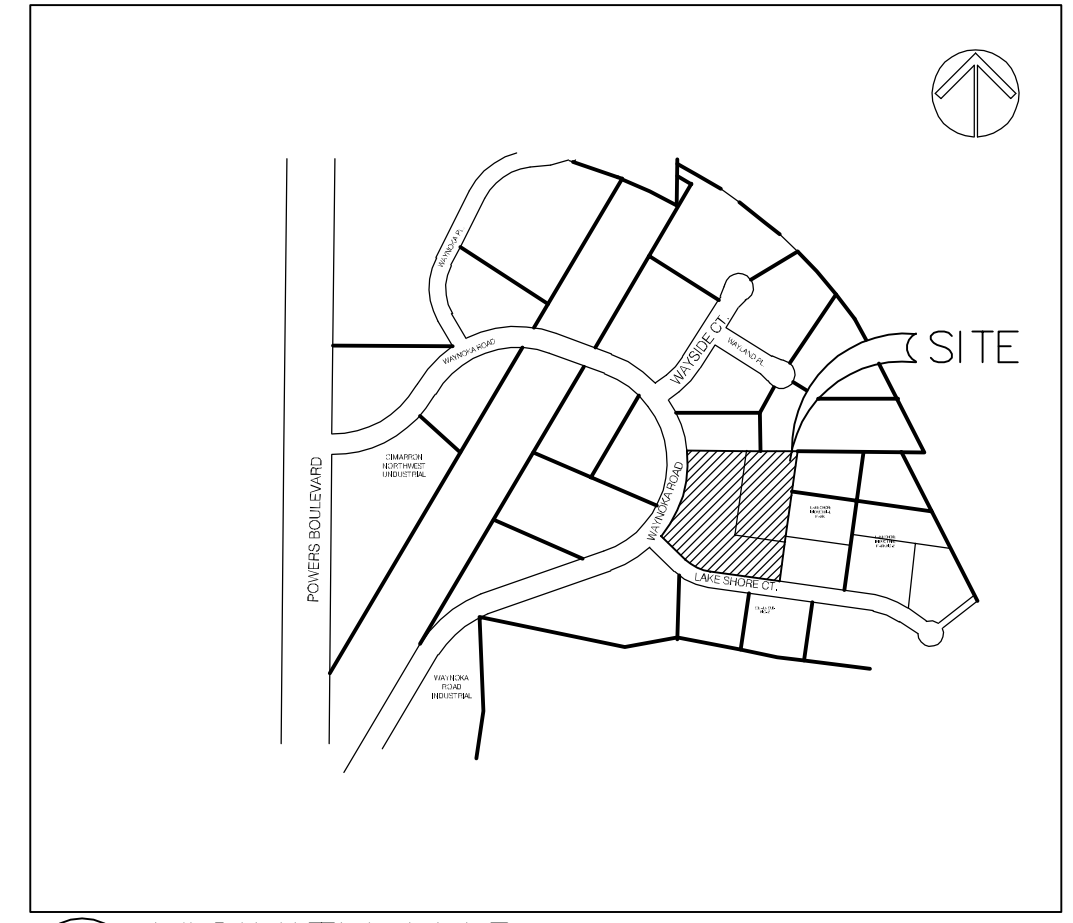 WAYNOKA Pl.
WAYNOKA ROAD
WAYSIDE CT.
WAYLAND PL.
SITE
CIMARRON
NORTHWEST
UNDUSTRIAL
POWERS BOULEVARD
WAYNOKA ROAD
LAKE SHORE CT.
WAYNOKA
ROAD
INDUSTRIAL